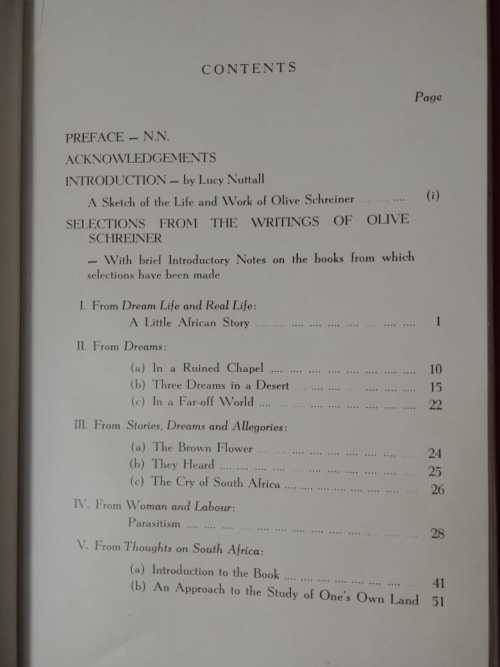 CONTENTS
Page
PREFACE — N.N.
ACKNOWLEDGEMENTS
INTRODUCTION — by Lucy Nuttall
A Sketch of the Life and Work of Olive Schreiner .... .... (i)
SELECTIONS FROM THE WRITINGS OF OLIVE
SCHREINER
— With brief Introductory Notes on the books from which
selections have been made
I. From Dream Life and Real Life:
A Little African Story .... .... .... .... .... .... .... .... 1
II. From Dreams:
(a) In a Ruined Chapel .... .... .... .... .... .... .... .... 10
(b) Three Dreams in a Desert .... .... .... .... .... .... 15
(c) In a Far-off World .... .... .... .... .... .... .... .... 22
III. From Stories, Dreams and Allegories:
(a) The Brown Flower .... .... .... .... .... .... .... .... 24
(b) They Heard .... .... .... .... .... .... .... .... .... .... 25
(c) The Cry of South Africa .... .... .... .... .... .... .... 26
IV. From Woman and Labour:
Parasitism .... .... .... .... .... .... .... .... .... .... .... 28
V. From Thoughts on South Africa:
(a) Introduction to the Book .... .... .... .... .... .... .... 41
(b) An Approach to the Study of One's Own Land 51